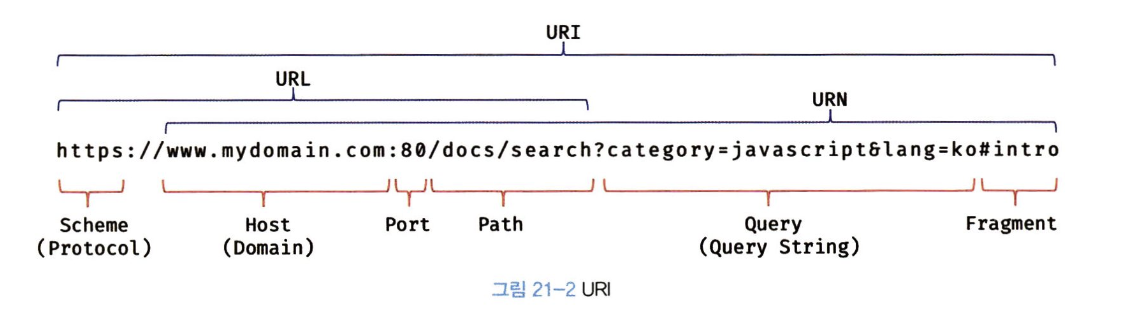 URI
URL
URN
https://www.mydomain.com:80/docs/search?category=javascript&lang=ko#intro
Scheme Host Port Path Query Fragment
(Protocol) (Domain) (Query String)
그림 21-2 URI